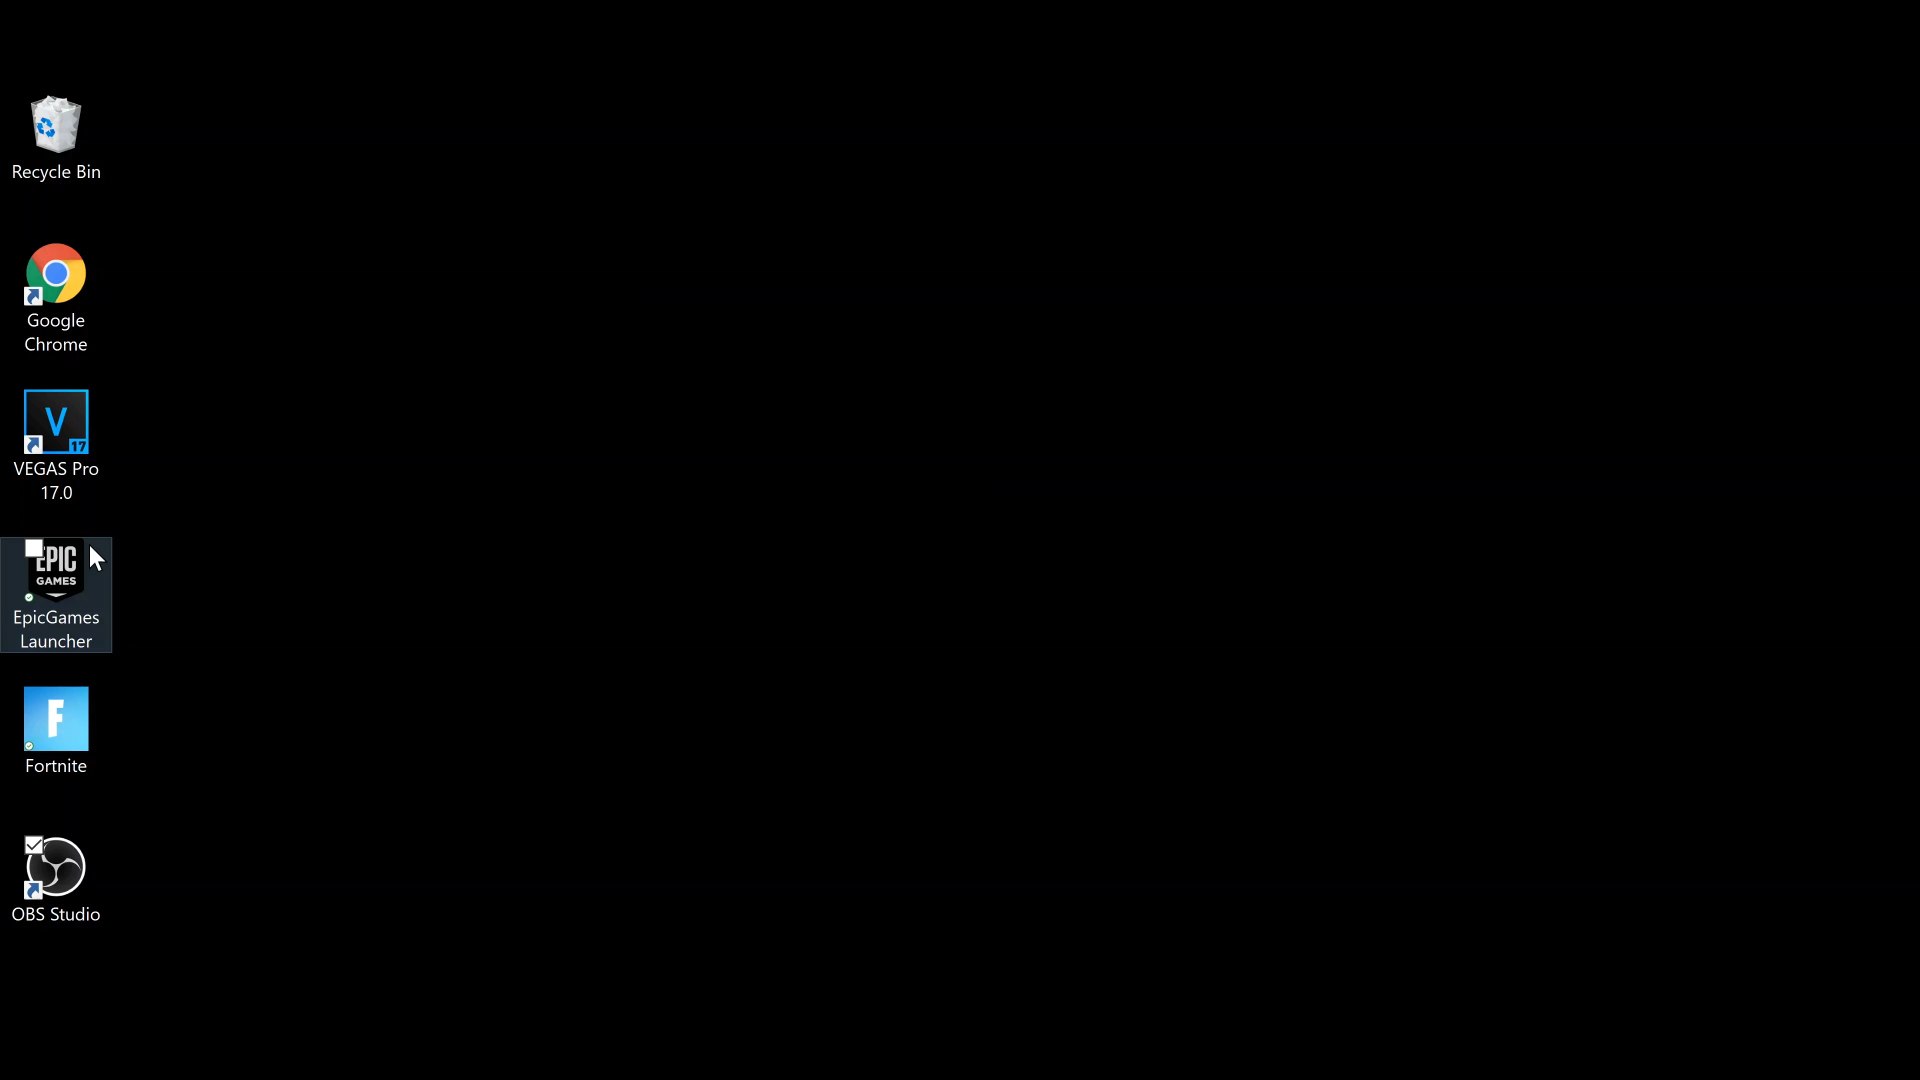 Recycle Bin
Google
Chrome
V
17
VEGAS Pro
17.0
EPIC
GAMES
EpicGames
Launcher
F
Fortnite
OBS Studio